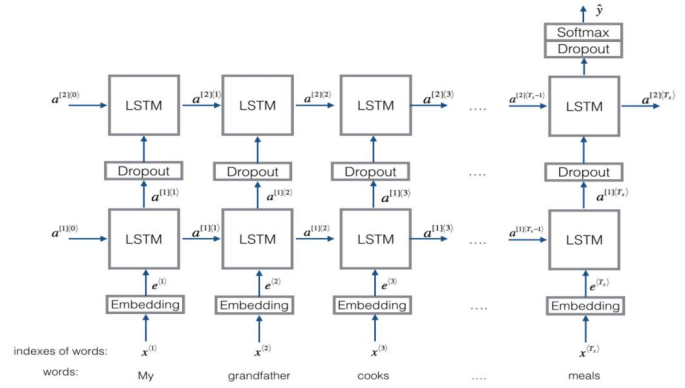 ŷ
Softmax
Dropout
a^{[2]⟨0⟩} LSTM a^{[2]⟨1⟩} LSTM a^{[2]⟨2⟩} LSTM a^{[2]⟨3⟩} .... a^{[2]⟨Tₓ−1⟩} LSTM a^{[2]⟨Tₓ⟩}
Dropout Dropout Dropout .... Dropout
a^{[1]⟨1⟩} a^{[1]⟨2⟩} a^{[1]⟨3⟩} a^{[1]⟨Tₓ⟩}
a^{[1]⟨0⟩} LSTM a^{[1]⟨1⟩} LSTM a^{[1]⟨2⟩} LSTM a^{[1]⟨3⟩} .... a^{[1]⟨Tₓ−1⟩} LSTM
e^{⟨1⟩} e^{⟨2⟩} e^{⟨3⟩} e^{⟨Tₓ⟩}
Embedding Embedding Embedding .... Embedding
indexes of words: x^{⟨1⟩} x^{⟨2⟩} x^{⟨3⟩} x^{⟨Tₓ⟩}
words: My grandfather cooks .... meals